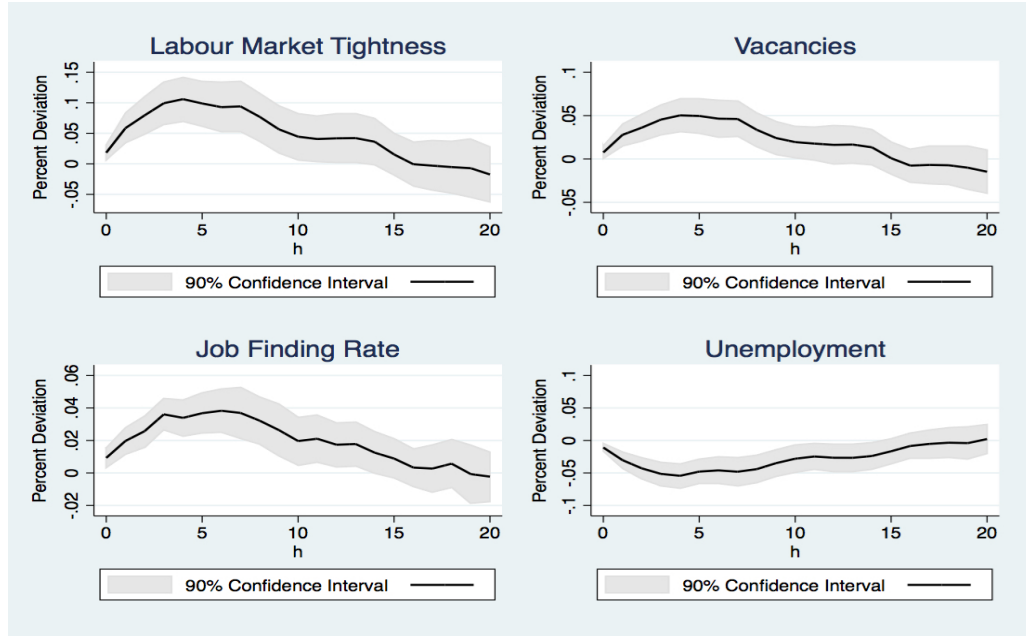 Labour Market Tightness
Percent Deviation
.15
.1
.05
0
-.05
0 5 10 15 20
h
90% Confidence Interval
Vacancies
Percent Deviation
.1
.05
0
-.05
0 5 10 15 20
h
90% Confidence Interval
Job Finding Rate
Percent Deviation
.06
.04
.02
0
-.02
0 5 10 15 20
h
90% Confidence Interval
Unemployment
Percent Deviation
.1
.05
0
-.05
-.1
0 5 10 15 20
h
90% Confidence Interval